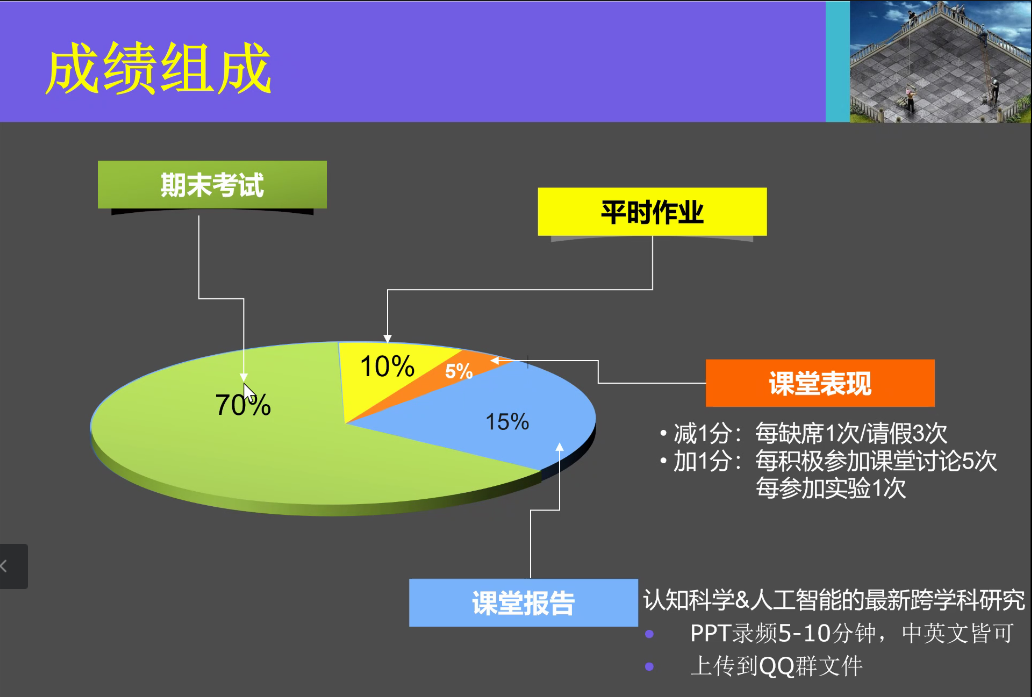 成绩组成
期末考试
平时作业
10%
5%
70%
15%
课堂表现
• 减1分：每缺席1次/请假3次
• 加1分：每积极参加课堂讨论5次
每参加实验1次
课堂报告
认知科学&人工智能的最新跨学科研究
• PPT录频5-10分钟，中英文皆可
• 上传到QQ群文件